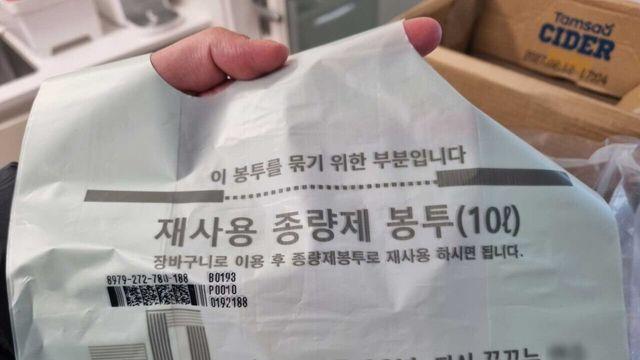 Tamsaϑ
CIDER
이 봉투를 묶기 위한 부분입니다
재사용 종량제 봉투(10ℓ)
장바구니로 이용 후 종량제봉투로 재사용 하시면 됩니다.
8979-272-780-188
B0193
P0010
0192188